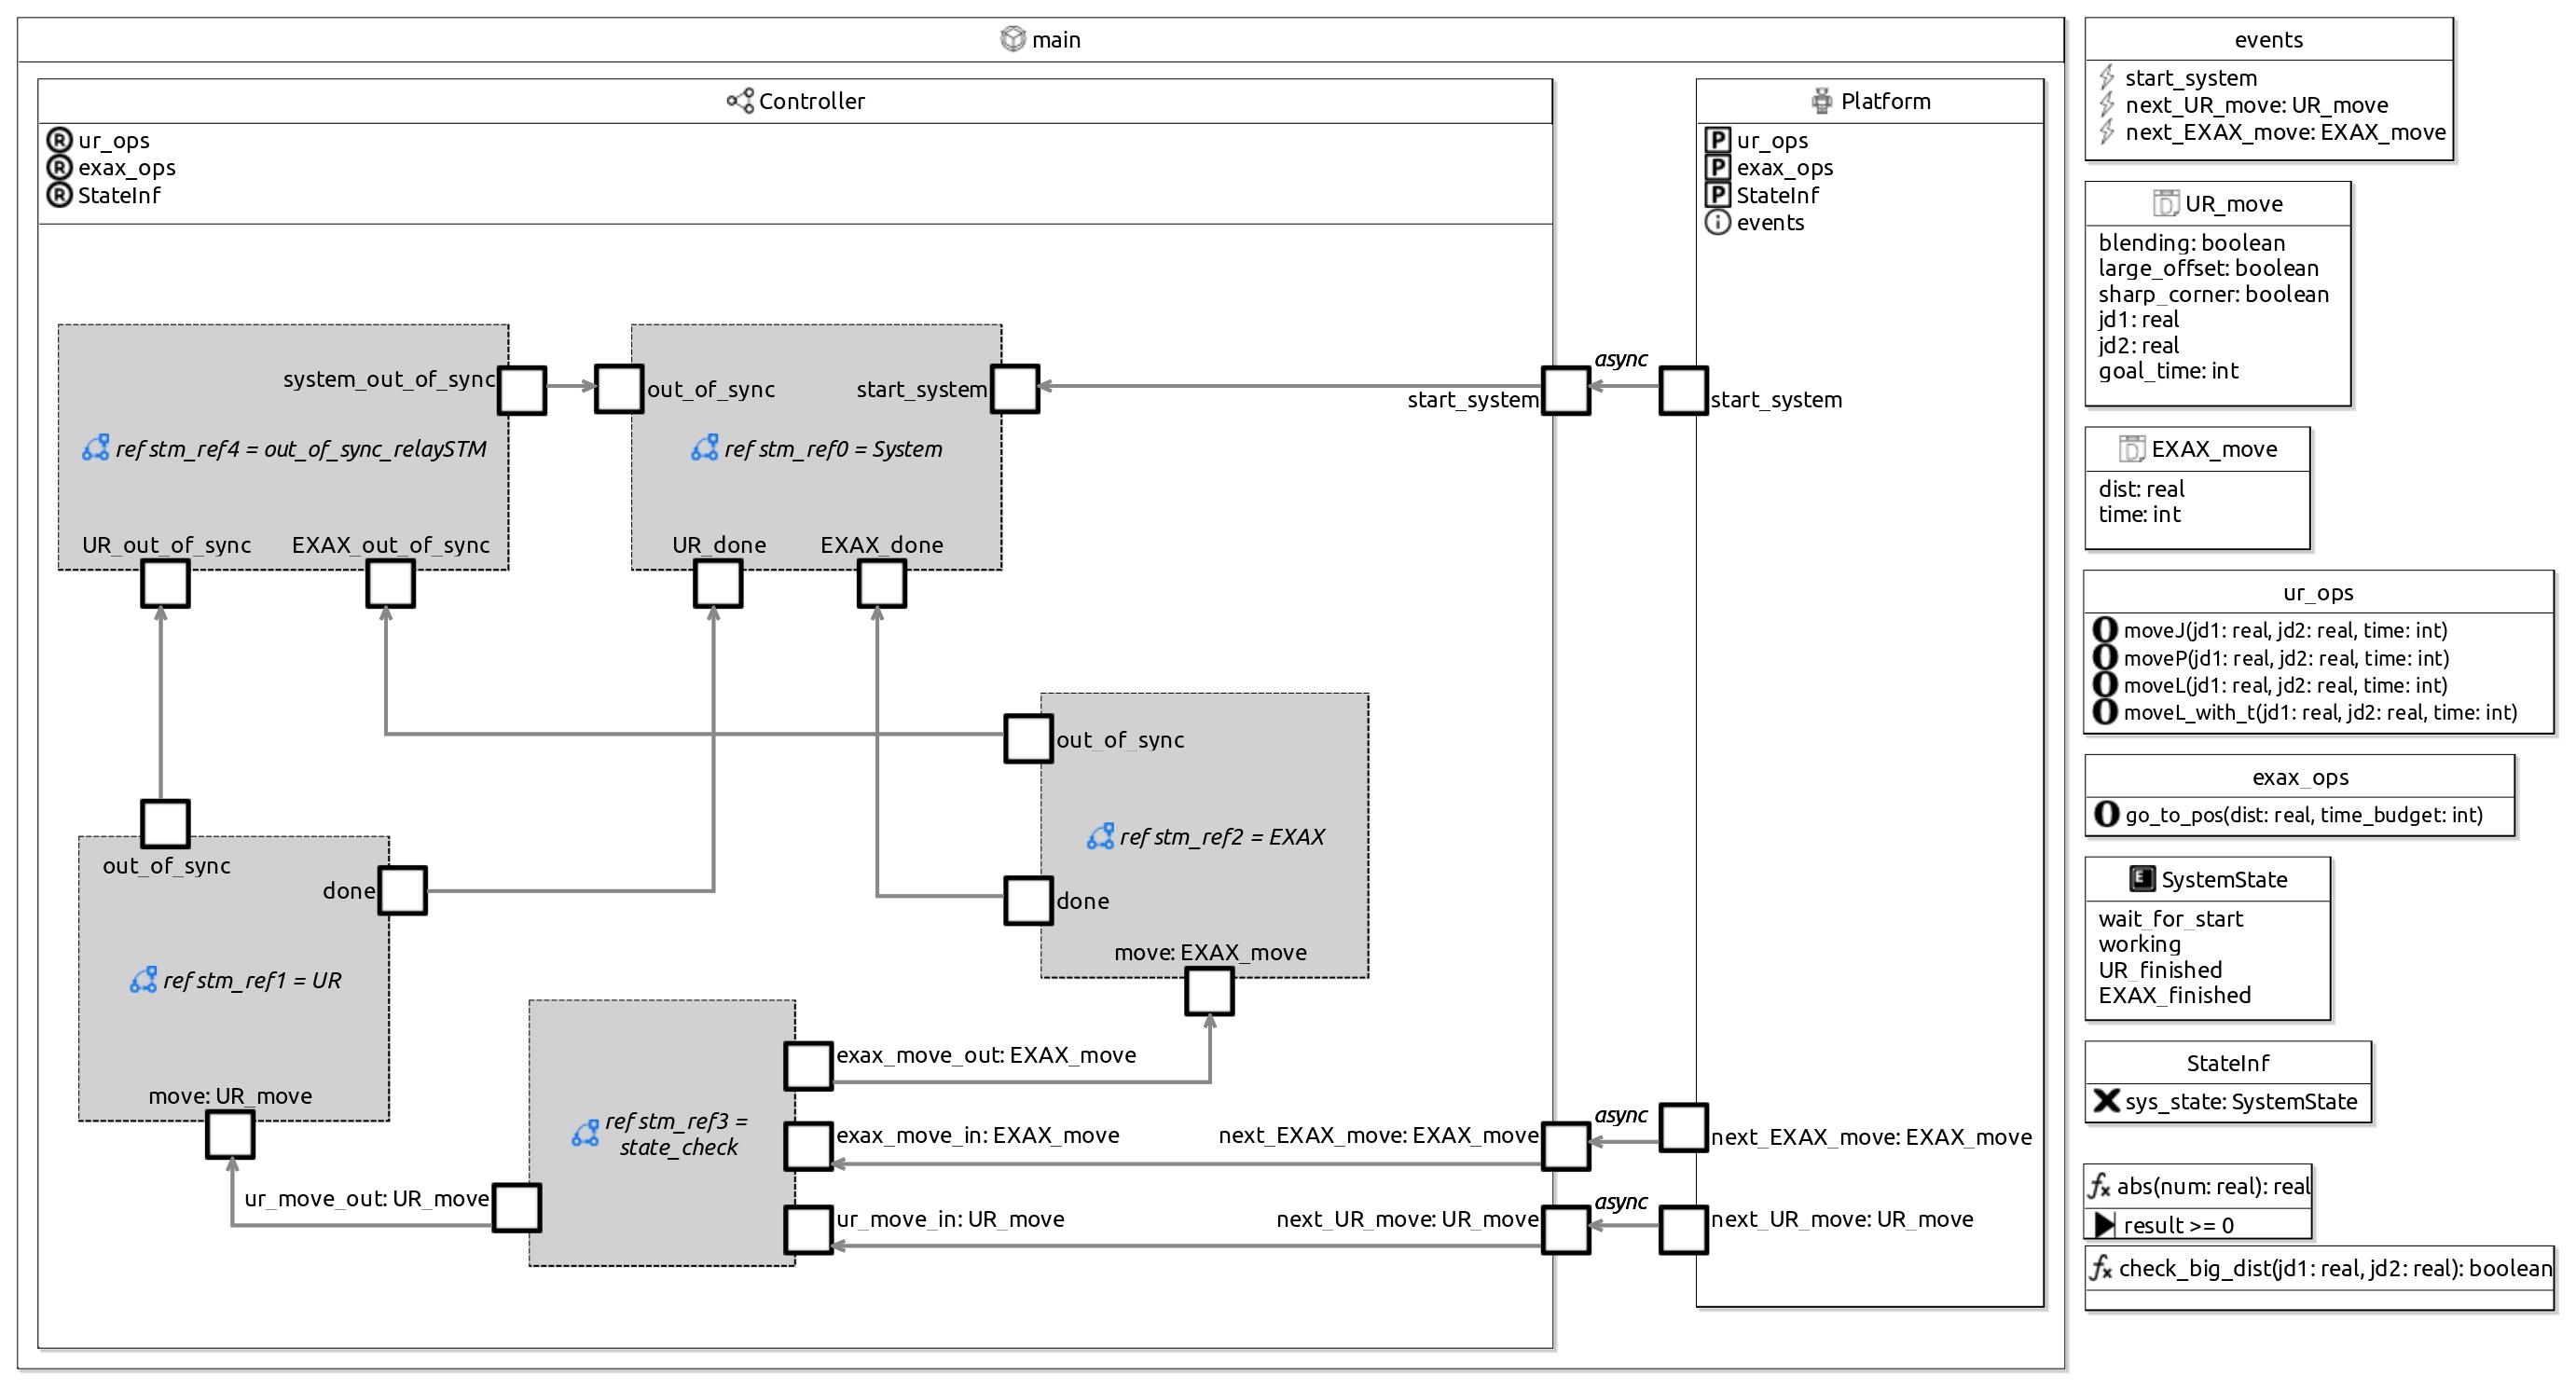 main
Controller
ur_ops
exax_ops
StateInf
system_out_of_sync
out_of_sync
start_system
ref stm_ref4 = out_of_sync_relaySTM
ref stm_ref0 = System
UR_out_of_sync
EXAX_out_of_sync
UR_done
EXAX_done
start_system
async
start_system
out_of_sync
ref stm_ref2 = EXAX
done
move: EXAX_move
out_of_sync
done
ref stm_ref1 = UR
move: UR_move
ur_move_out: UR_move
ref stm_ref3 =
state_check
exax_move_out: EXAX_move
exax_move_in: EXAX_move
ur_move_in: UR_move
next_EXAX_move: EXAX_move
async
next_EXAX_move: EXAX_move
next_UR_move: UR_move
async
next_UR_move: UR_move
Platform
P ur_ops
P exax_ops
P StateInf
i events
events
start_system
next_UR_move: UR_move
next_EXAX_move: EXAX_move
UR_move
blending: boolean
large_offset: boolean
sharp_corner: boolean
jd1: real
jd2: real
goal_time: int
EXAX_move
dist: real
time: int
ur_ops
O moveJ(jd1: real, jd2: real, time: int)
O moveP(jd1: real, jd2: real, time: int)
O moveL(jd1: real, jd2: real, time: int)
O moveL_with_t(jd1: real, jd2: real, time: int)
exax_ops
O go_to_pos(dist: real, time_budget: int)
E SystemState
wait_for_start
working
UR_finished
EXAX_finished
StateInf
X sys_state: SystemState
fx abs(num: real): real
result >= 0
fx check_big_dist(jd1: real, jd2: real): boolean